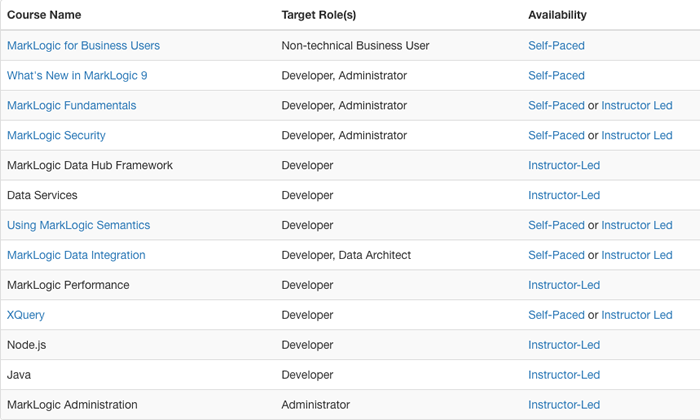 Course Name Target Role(s) Availability
MarkLogic for Business Users Non-technical Business User Self-Paced
What's New in MarkLogic 9 Developer, Administrator Self-Paced
MarkLogic Fundamentals Developer, Administrator Self-Paced or Instructor Led
MarkLogic Security Developer, Administrator Self-Paced or Instructor Led
MarkLogic Data Hub Framework Developer Instructor-Led
Data Services Developer Instructor-Led
Using MarkLogic Semantics Developer Self-Paced or Instructor Led
MarkLogic Data Integration Developer, Data Architect Self-Paced or Instructor Led
MarkLogic Performance Developer Instructor-Led
XQuery Developer Self-Paced or Instructor Led
Node.js Developer Instructor-Led
Java Developer Instructor-Led
MarkLogic Administration Administrator Instructor-Led